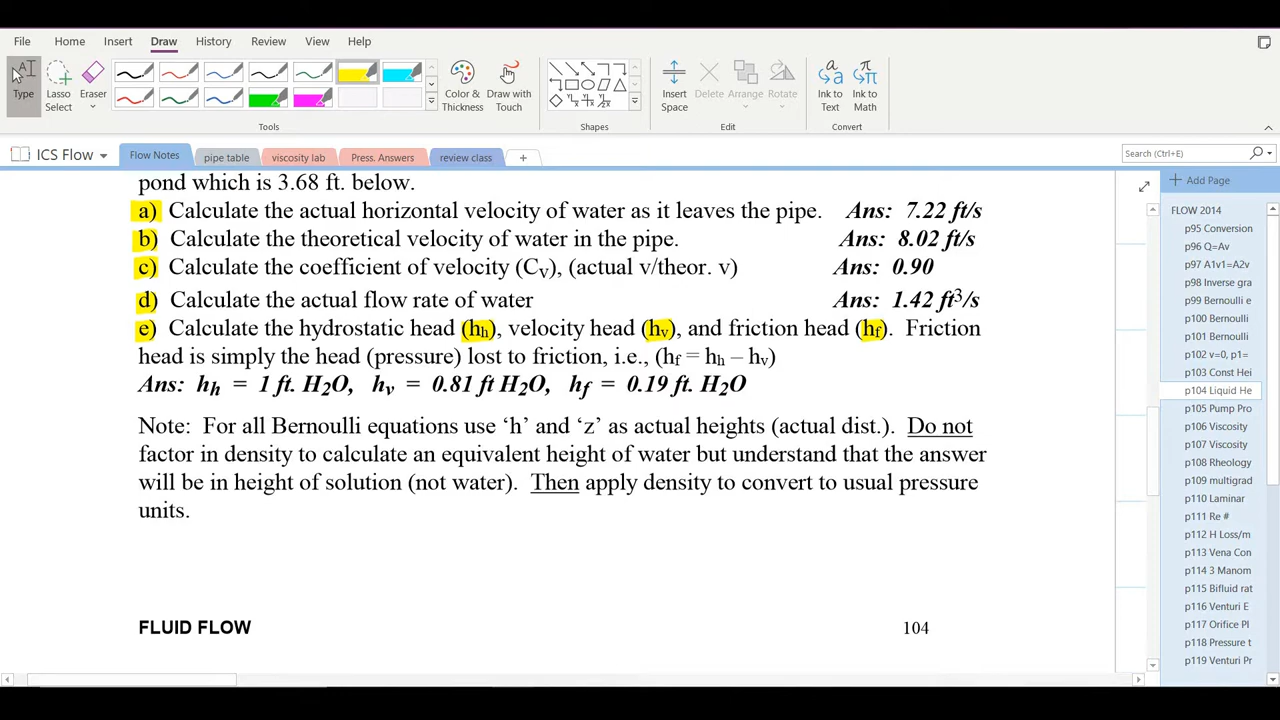 File Home Insert Draw History Review View Help
Type Lasso Select Eraser Color & Thickness Draw with Touch Insert Space Delete Arrange Rotate Ink to Text Ink to Math
Tools Shapes Edit Convert
ICS Flow Flow Notes pipe table viscosity lab Press. Answers review class Search (Ctrl+E)
pond which is 3.68 ft. below.
a) Calculate the actual horizontal velocity of water as it leaves the pipe. Ans: 7.22 ft/s
b) Calculate the theoretical velocity of water in the pipe. Ans: 8.02 ft/s
c) Calculate the coefficient of velocity (Cv), (actual v/theor. v) Ans: 0.90
d) Calculate the actual flow rate of water Ans: 1.42 ft³/s
e) Calculate the hydrostatic head (hh), velocity head (hv), and friction head (hf). Friction
head is simply the head (pressure) lost to friction, i.e., (hf = hh – hv)
Ans: hh = 1 ft. H2O, hv = 0.81 ft H2O, hf = 0.19 ft. H2O
Note: For all Bernoulli equations use ‘h’ and ‘z’ as actual heights (actual dist.). Do not
factor in density to calculate an equivalent height of water but understand that the answer
will be in height of solution (not water). Then apply density to convert to usual pressure
units.
FLUID FLOW 104
Add Page
FLOW 2014
p95 Conversion
p96 Q=Av
p97 A1v1=A2v
p98 Inverse gra
p99 Bernoulli e
p100 Bernoulli
p101 Bernoulli
p102 v=0, p1=
p103 Const Hei
p104 Liquid He
p105 Pump Pro
p106 Viscosity
p107 Viscosity
p108 Rheology
p109 multigrad
p110 Laminar
p111 Re #
p112 H Loss/m
p113 Vena Con
p114 3 Manom
p115 Bifluid rat
p116 Venturi E
p117 Orifice Pl
p118 Pressure t
p119 Venturi Pr